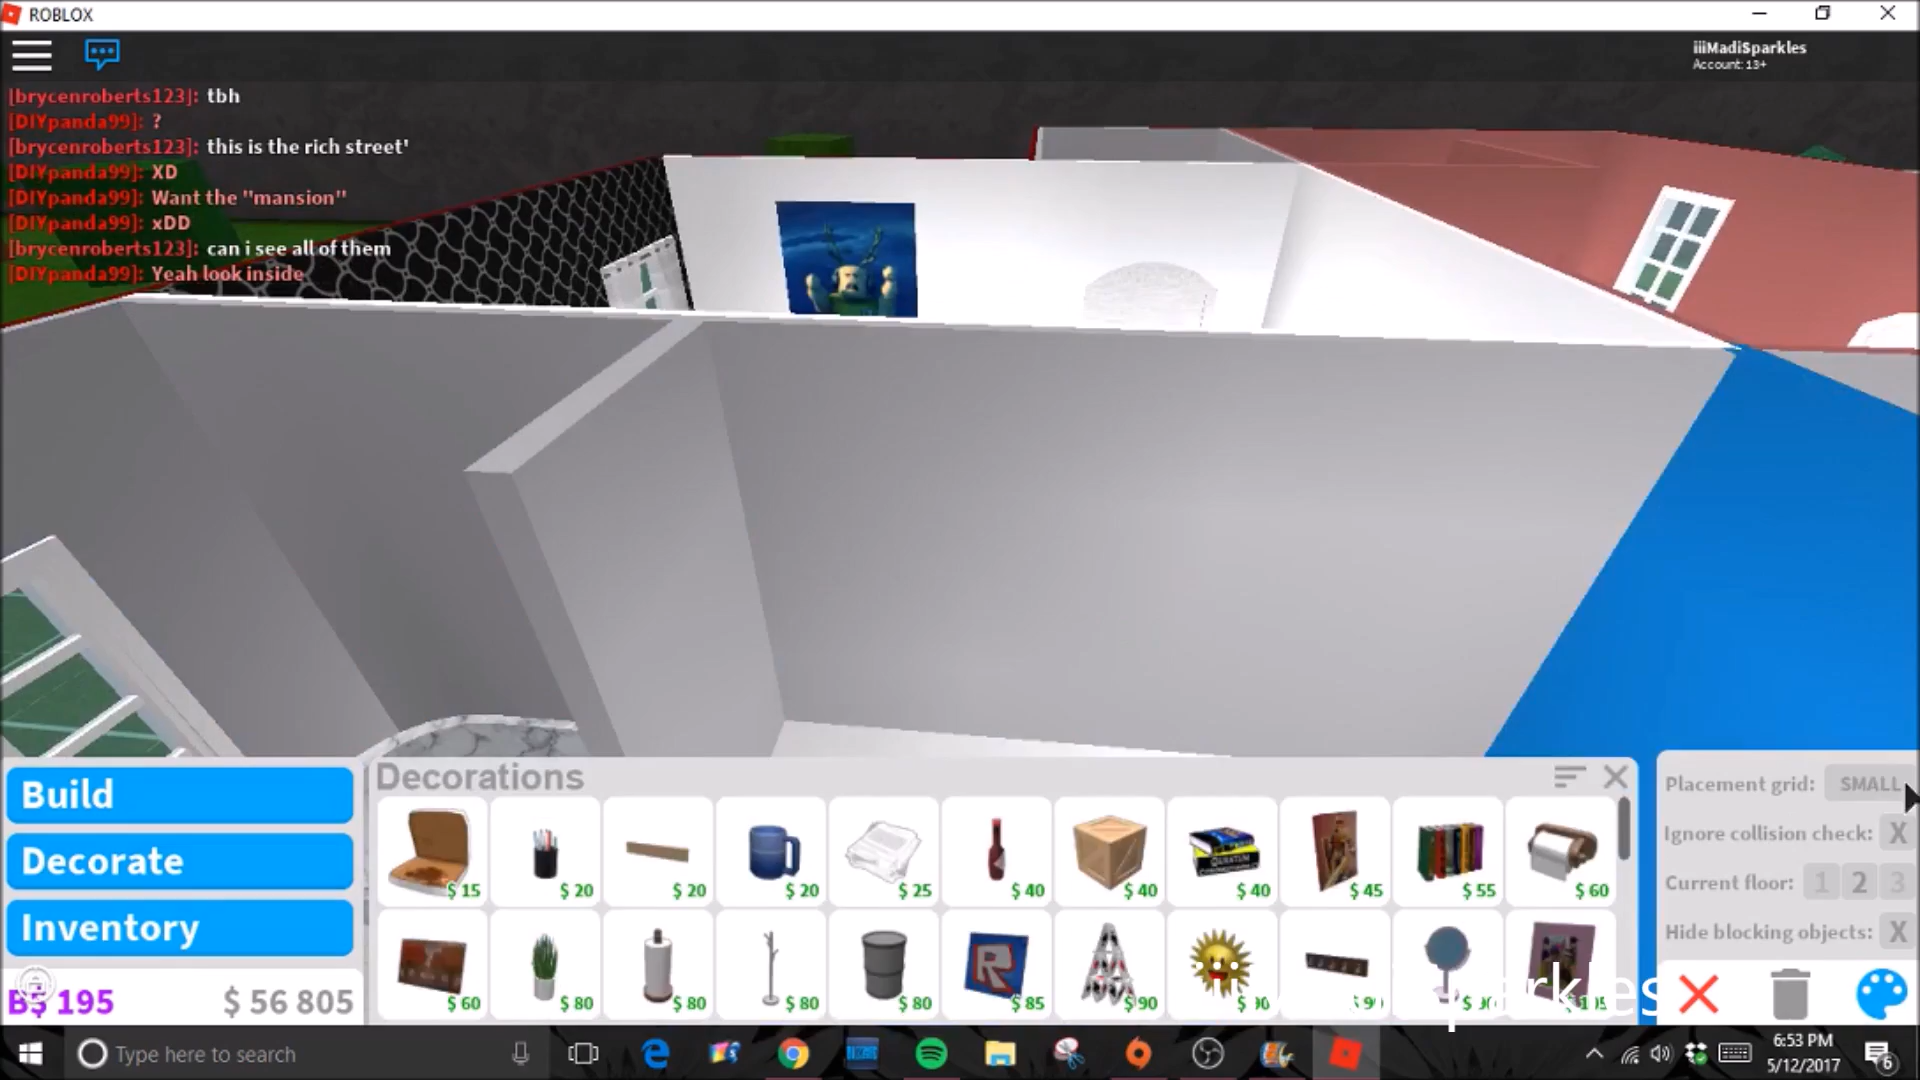 ROBLOX
iiiMadiSparkles
Account: 13+
[brycenroberts123]: tbh
[DIYpanda99]: ?
[brycenroberts123]: this is the rich street'
[DIYpanda99]: XD
[DIYpanda99]: Want the "mansion"
[DIYpanda99]: xDD
[brycenroberts123]: can i see all of them
[DIYpanda99]: Yeah look inside
Build
Decorate
Inventory
B$ 195
$ 56 805
Decorations
$ 15 $ 20 $ 20 $ 20 $ 25 $ 40 $ 40 $ 40 $ 45 $ 55 $ 60
QUANTUM
$ 60 $ 80 $ 80 $ 80 $ 80 $ 85 $ 90 $ 90
Placement grid: SMALL
Ignore collision check: X
Current floor: 1 2 3
Hide blocking objects: X
Type here to search
6:53 PM
5/12/2017
6